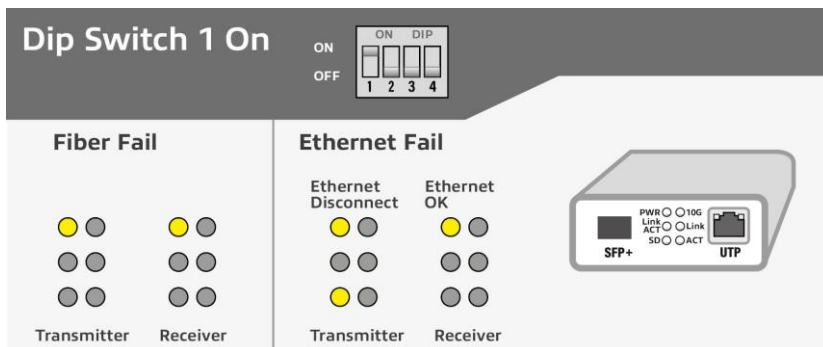 Dip Switch 1 On
ON
OFF
ON DIP
1 2 3 4
Fiber Fail
Transmitter
Receiver
Ethernet Fail
Ethernet
Disconnect
Ethernet
OK
Transmitter
Receiver
PWR 10G
Link
ACT Link
SD ACT
SFP+
UTP